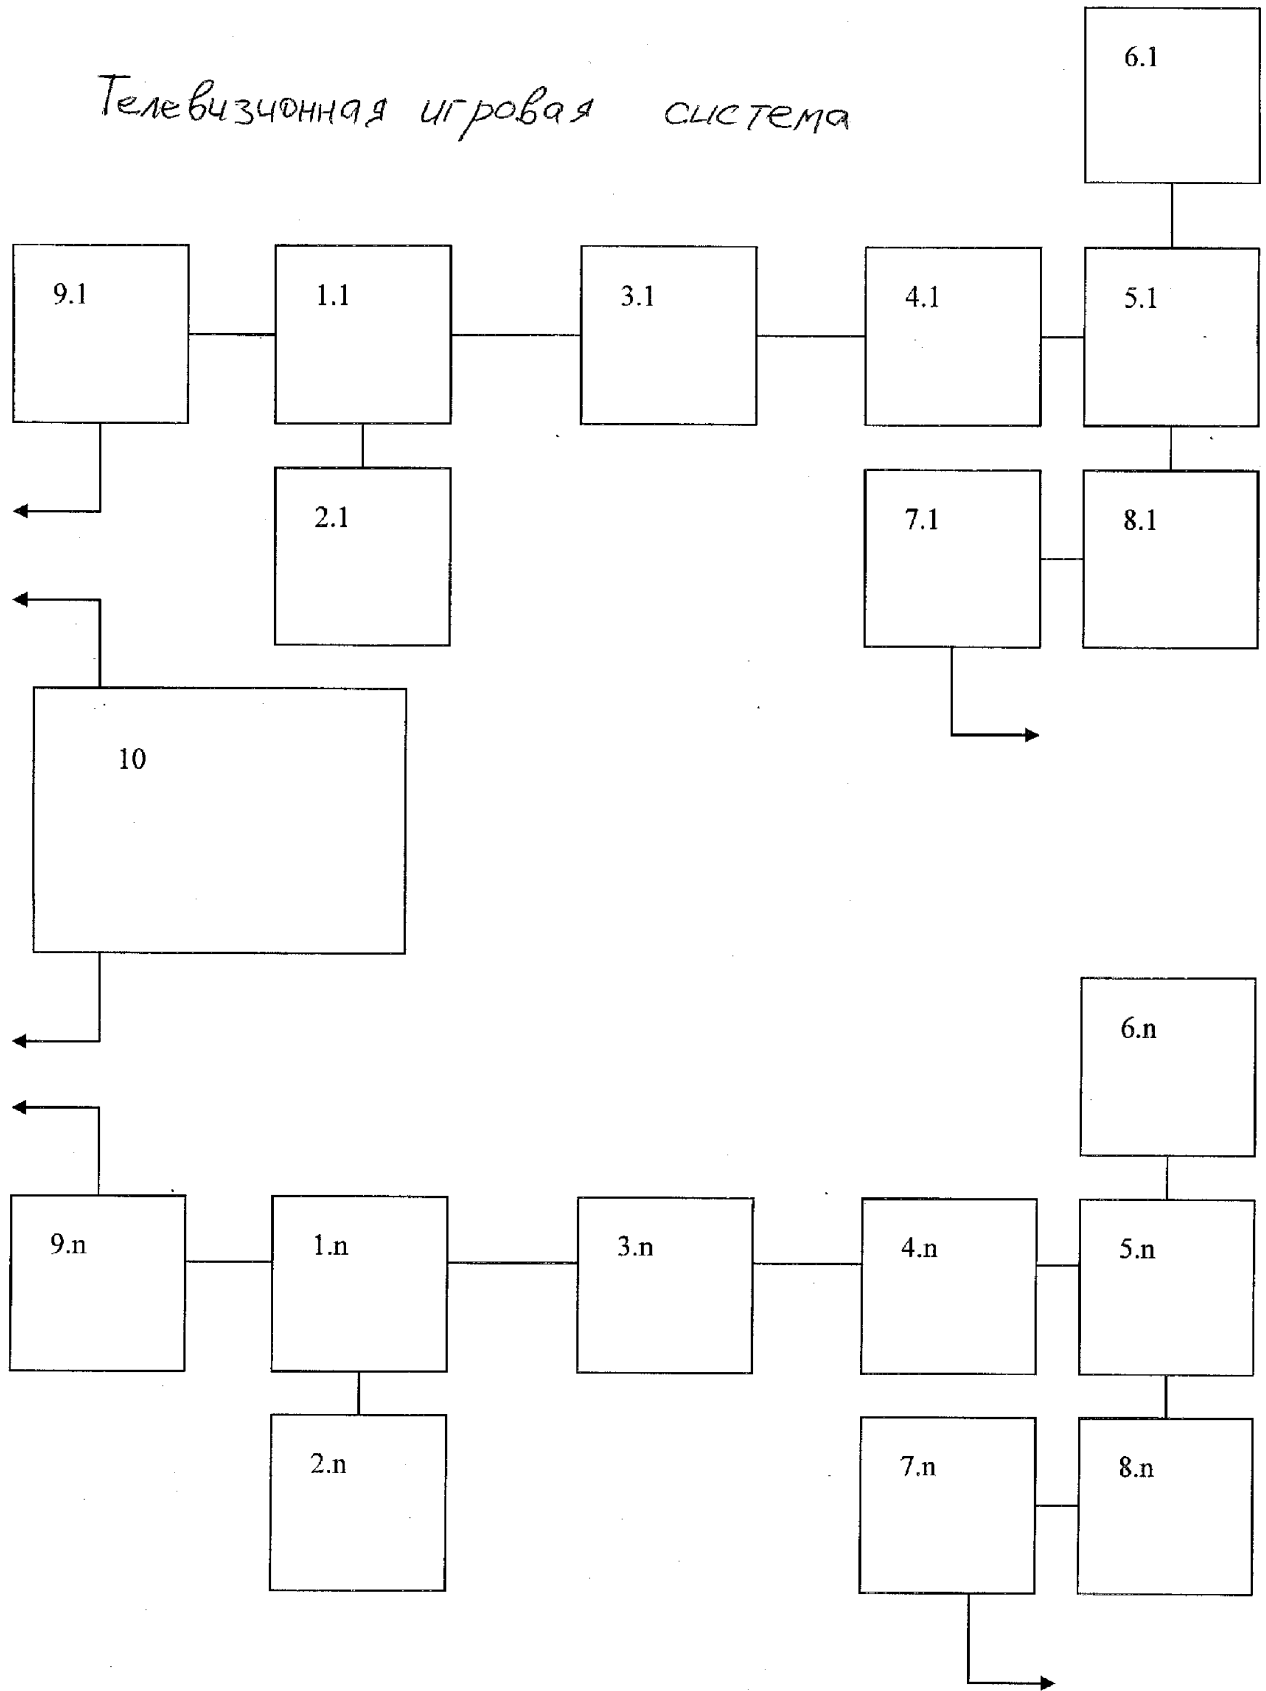 Телевизионная игровая система
6.1
9.1 1.1 3.1 4.1 5.1
2.1 7.1 8.1
10
6.n
9.n 1.n 3.n 4.n 5.n
2.n 7.n 8.n